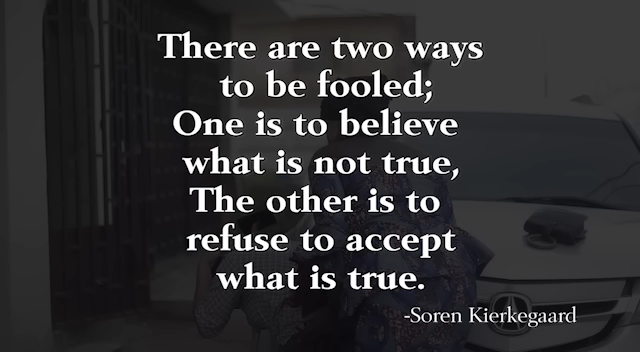 There are two ways
to be fooled;
One is to believe
what is not true,
The other is to
refuse to accept
what is true.
-Soren Kierkegaard